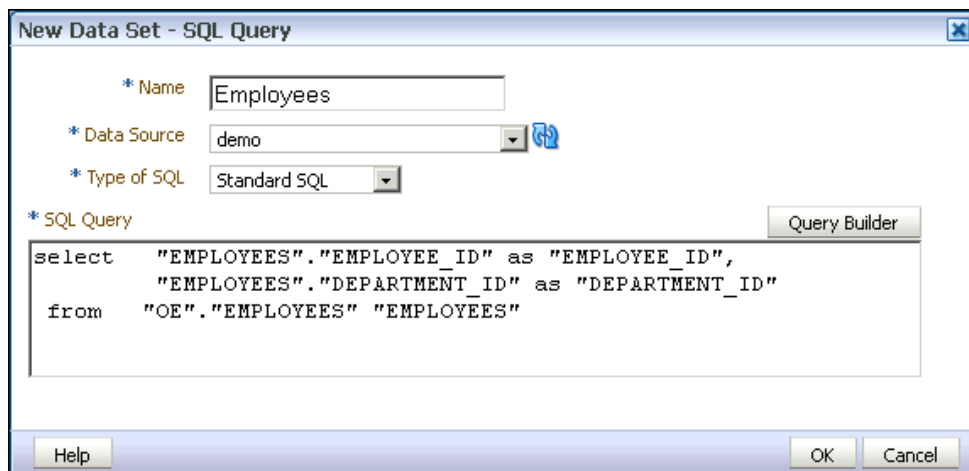 New Data Set - SQL Query
* Name Employees
* Data Source demo
* Type of SQL Standard SQL
* SQL Query Query Builder
select "EMPLOYEES"."EMPLOYEE_ID" as "EMPLOYEE_ID",
"EMPLOYEES"."DEPARTMENT_ID" as "DEPARTMENT_ID"
from "OE"."EMPLOYEES" "EMPLOYEES"
Help OK Cancel